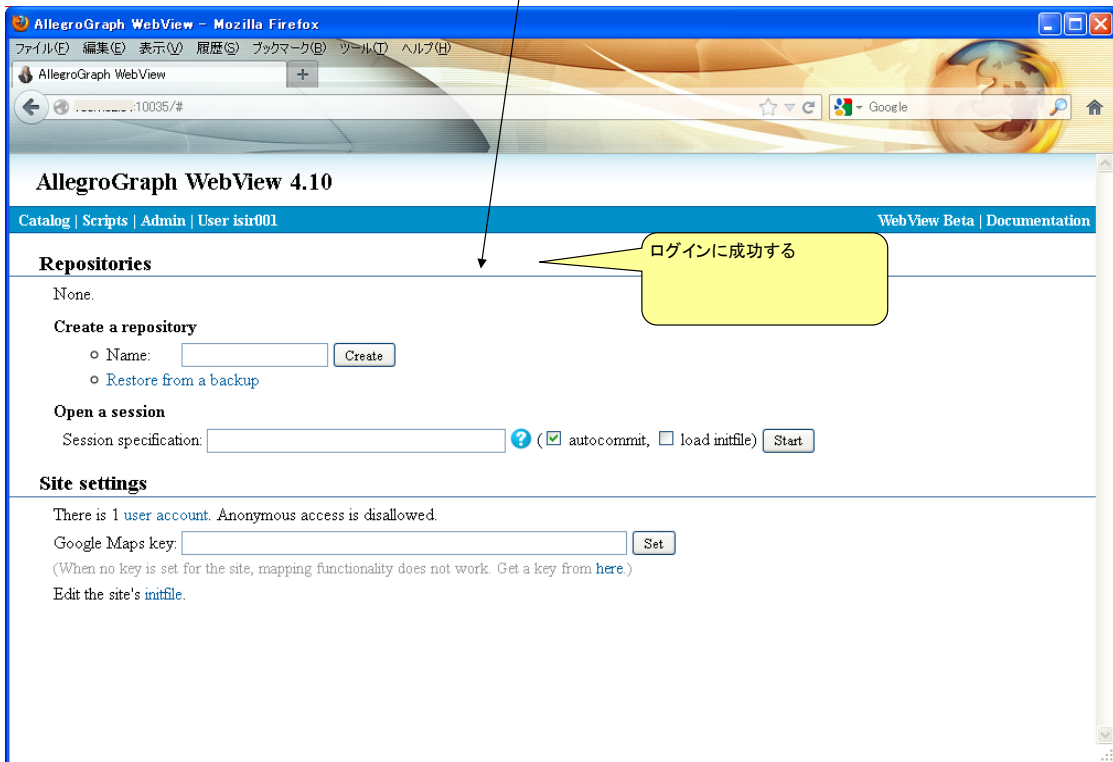 AllegroGraph WebView - Mozilla Firefox
ファイル(F) 編集(E) 表示(V) 履歴(S) ブックマーク(B) ツール(T) ヘルプ(H)
AllegroGraph WebView
:10035/#
Google
AllegroGraph WebView 4.10
Catalog | Scripts | Admin | User isir001
WebView Beta | Documentation
ログインに成功する
Repositories
None.
Create a repository
Name: Create
Restore from a backup
Open a session
Session specification: ? ( autocommit, load initfile) Start
Site settings
There is 1 user account. Anonymous access is disallowed.
Google Maps key: Set
(When no key is set for the site, mapping functionality does not work. Get a key from here.)
Edit the site's initfile.